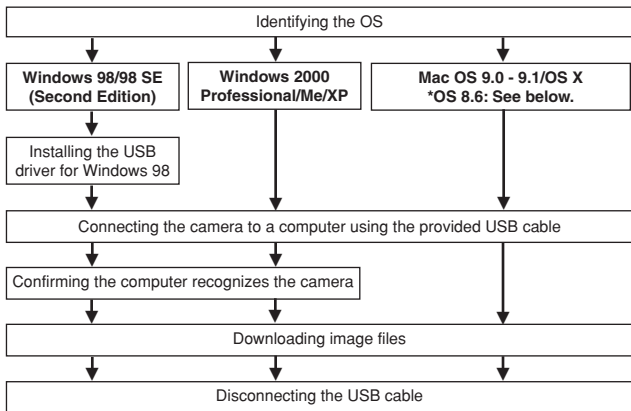 Identifying the OS
Windows 98/98 SE
(Second Edition)
Windows 2000
Professional/Me/XP
Mac OS 9.0 - 9.1/OS X
*OS 8.6: See below.
Installing the USB
driver for Windows 98
Connecting the camera to a computer using the provided USB cable
Confirming the computer recognizes the camera
Downloading image files
Disconnecting the USB cable